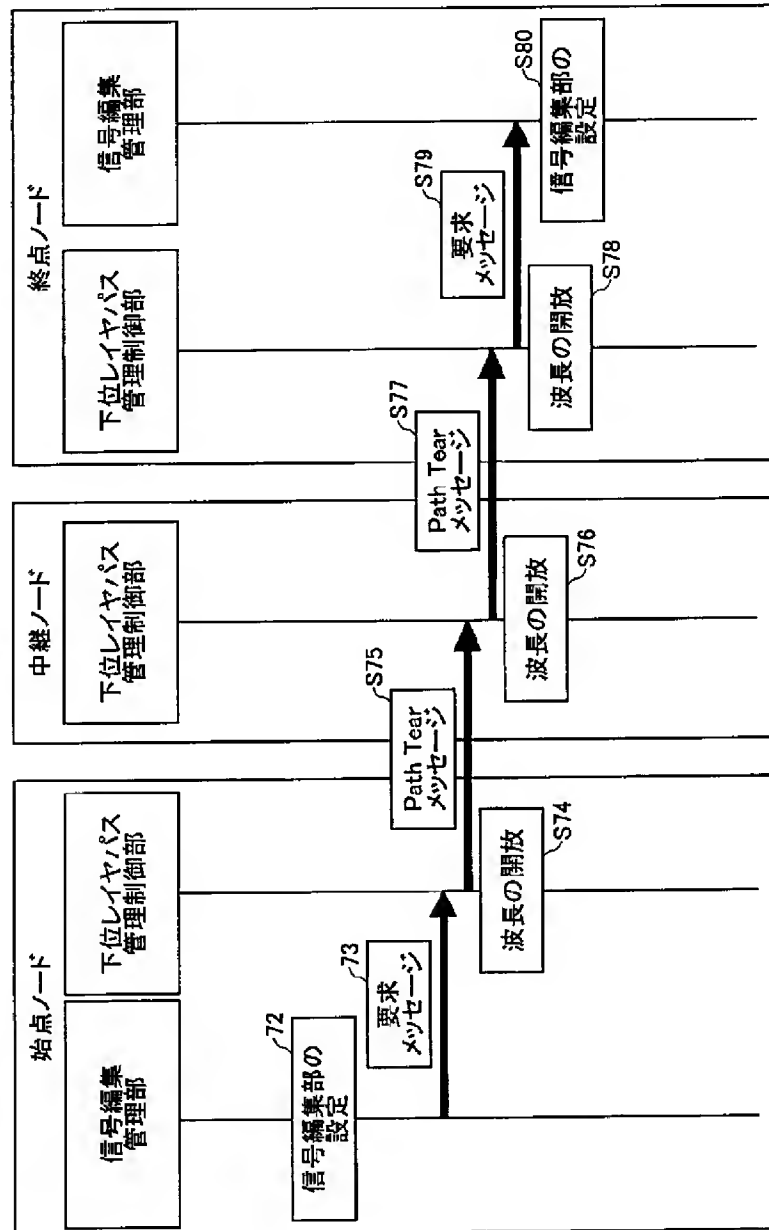 始点ノード
中継ノード
終点ノード
信号編集
管理部
下位レイヤパス
管理制御部
下位レイヤパス
管理制御部
下位レイヤパス
管理制御部
信号編集
管理部
72
信号編集部の
設定
73
要求
メッセージ
S74
波長の開放
S75
Path Tear
メッセージ
S76
波長の開放
S77
Path Tear
メッセージ
S78
波長の開放
S79
要求
メッセージ
S80
信号編集部の
設定